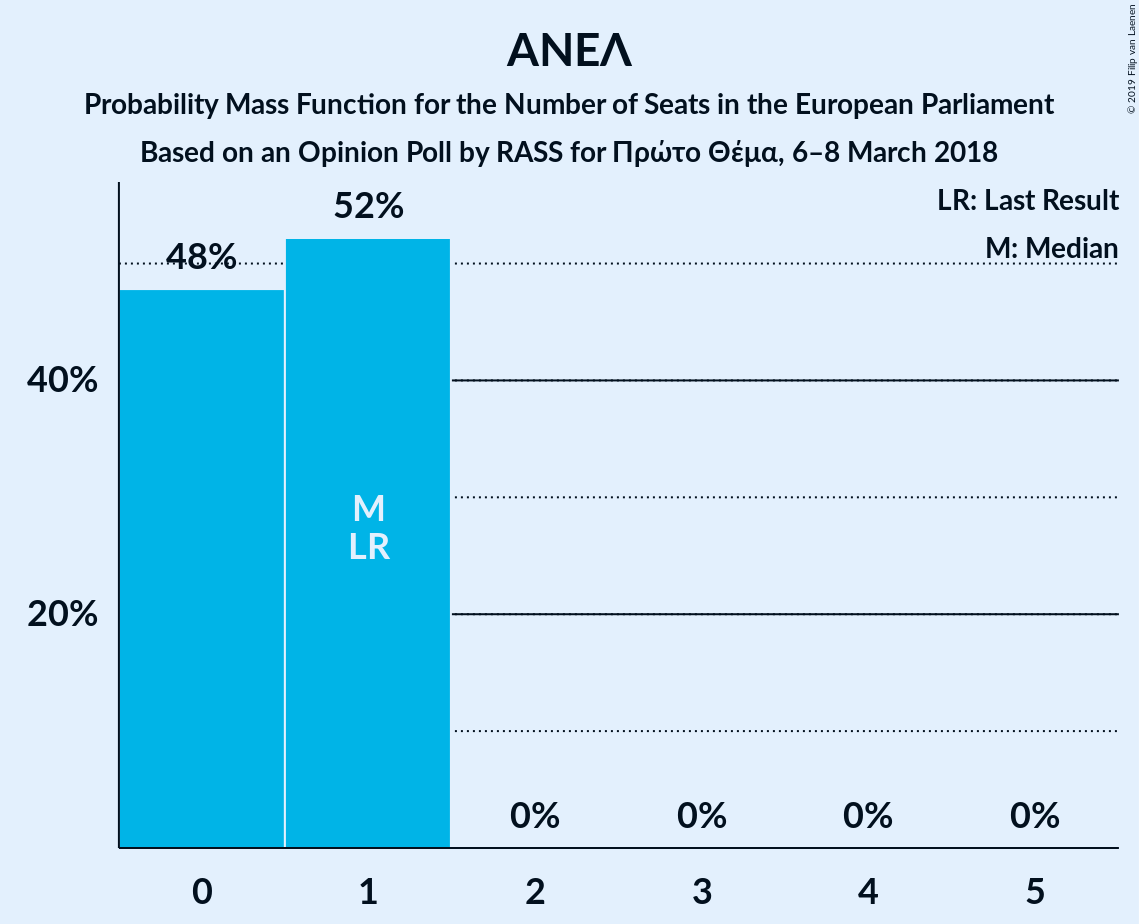 ΑΝΕΛ
Probability Mass Function for the Number of Seats in the European Parliament
Based on an Opinion Poll by RASS for Πρώτο Θέμα, 6–8 March 2018
© 2019 Filip van Laenen
LR: Last Result
M: Median
52%
48%
40%
M
LR
20%
0% 0% 0% 0%
0 1 2 3 4 5